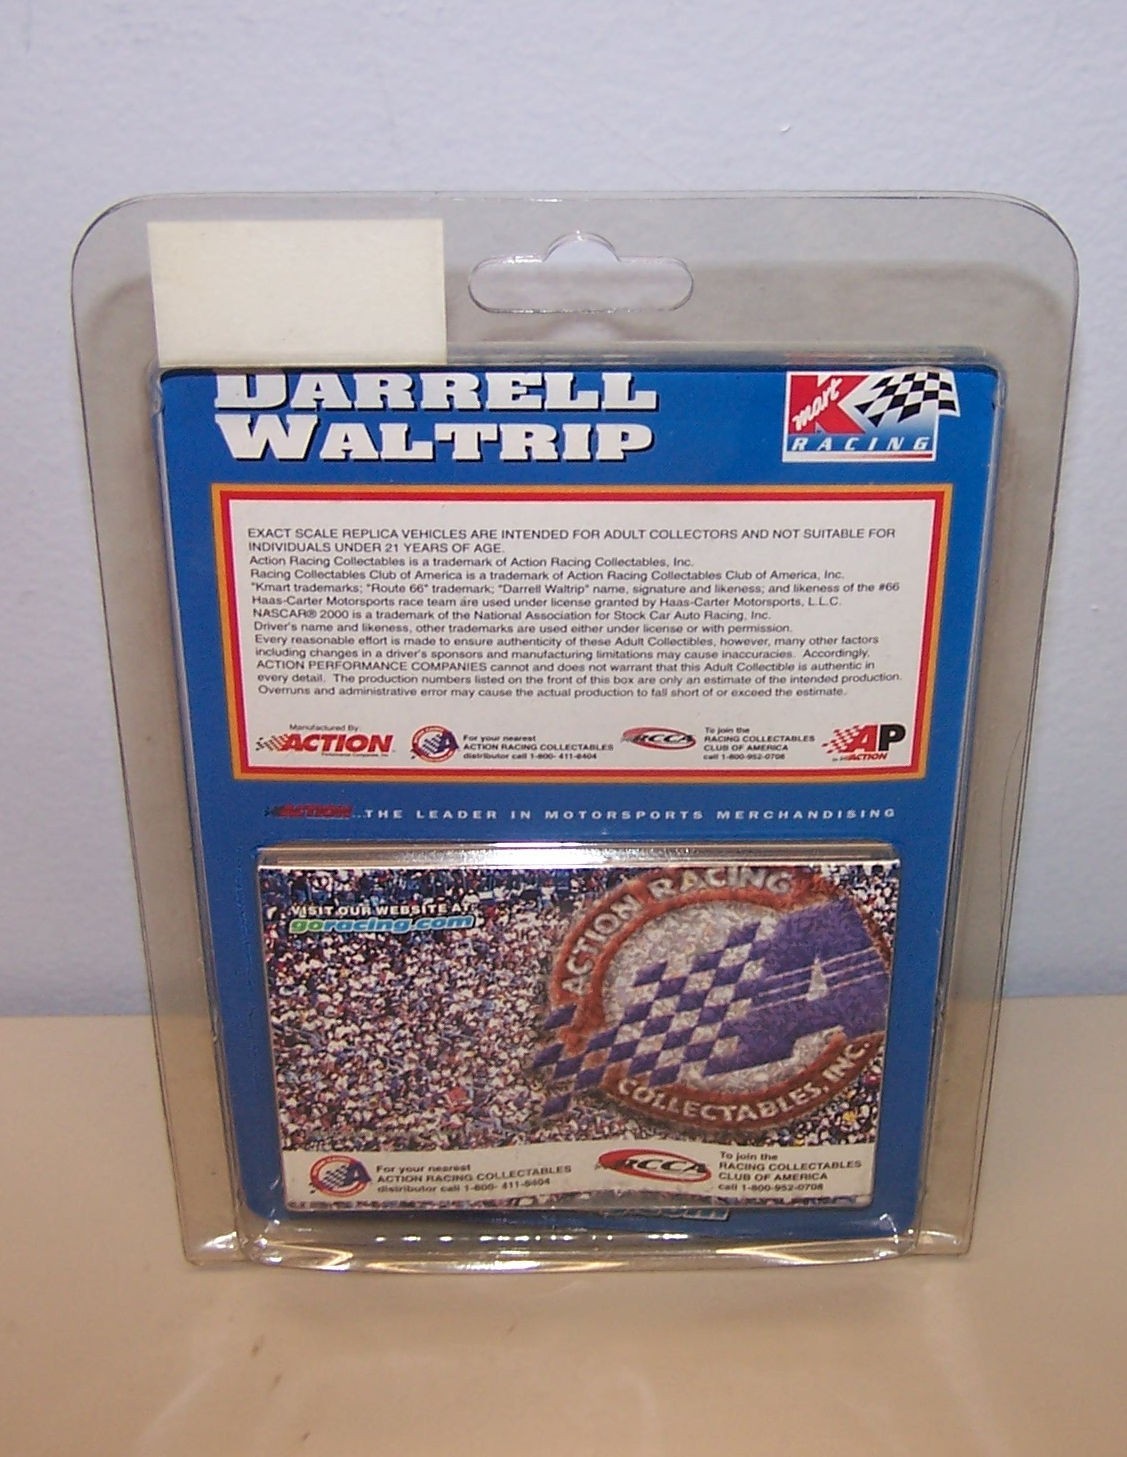 DARRELL
WALTRIP
Kmart
RACING
EXACT SCALE REPLICA VEHICLES ARE INTENDED FOR ADULT COLLECTORS AND NOT SUITABLE FOR
INDIVIDUALS UNDER 21 YEARS OF AGE.
Action Racing Collectables is a trademark of Action Racing Collectables, Inc.
Racing Collectables Club of America is a trademark of Action Racing Collectables Club of America, Inc.
"Kmart trademarks; "Route 66" trademark; "Darrell Waltrip" name, signature and likeness; and likeness of the #66
Haas-Carter Motorsports race team are used under license granted by Haas-Carter Motorsports, L.L.C.
NASCAR® 2000 is a trademark of the National Association for Stock Car Auto Racing, Inc.
Driver's name and likeness, other trademarks are used either under license or with permission.
Every reasonable effort is made to ensure authenticity of these Adult Collectibles, however, many other factors
including changes in a driver's sponsors and manufacturing limitations may cause inaccuracies. Accordingly,
ACTION PERFORMANCE COMPANIES cannot and does not warrant that this Adult Collectible is authentic in
every detail. The production numbers listed on the front of this box are only an estimate of the intended production.
Overruns and administrative error may cause the actual production to fall short of or exceed the estimate.
Manufactured By:
ACTION
Performance Companies, Inc.
For your nearest
ACTION RACING COLLECTABLES
distributor call 1-800- 411-8404
RCCA
To join the
RACING COLLECTABLES
CLUB OF AMERICA
call 1-800-952-0708
AP
by ACTION
ACTION...THE LEADER IN MOTORSPORTS MERCHANDISING
VISIT OUR WEBSITE AT
goracing.com
ACTION RACING
COLLECTABLES, INC.
For your nearest
ACTION RACING COLLECTABLES
distributor call 1-800- 411-8404
RCCA
To join the
RACING COLLECTABLES
CLUB OF AMERICA
call 1-800-952-0708